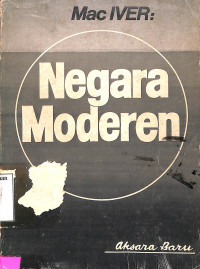 Mac IVER:
Negara
Moderen
Aksara Baru